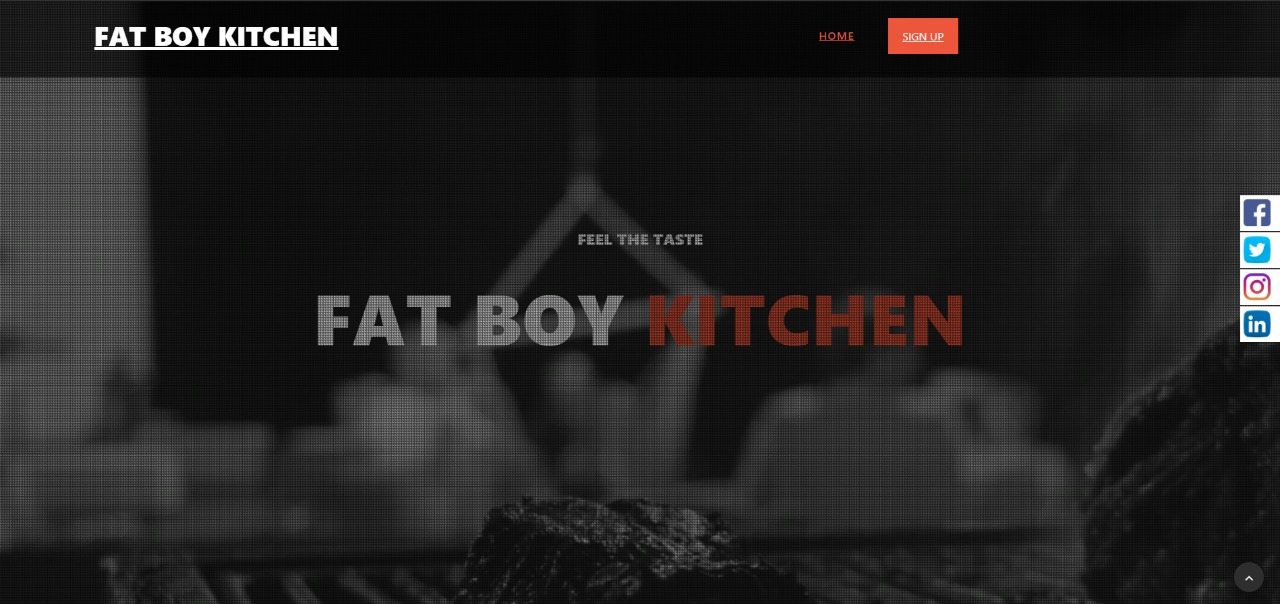 FAT BOY KITCHEN
HOME
SIGN UP
FEEL THE TASTE
FAT BOY KITCHEN